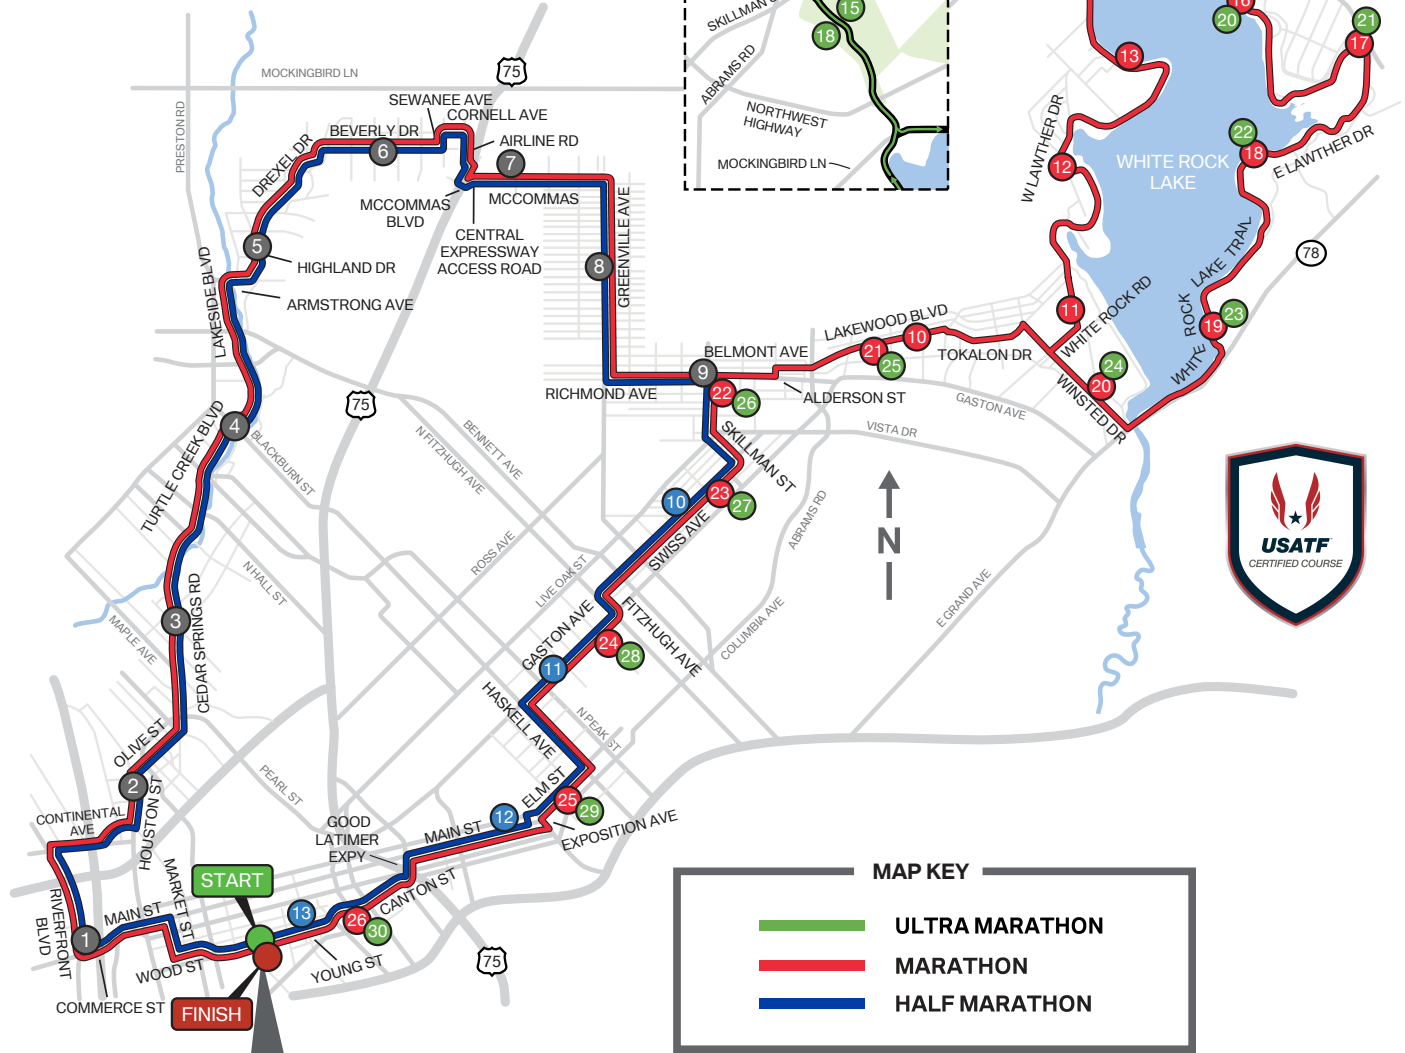 SKILLMAN S
15
18
ABRAMS RD
NORTHWEST
HIGHWAY
MOCKINGBIRD LN
16
20
21
17
13
W LAWTHER DR
12
22
18
E LAWTHER DR
WHITE ROCK
LAKE
78
WHITE ROCK LAKE TRAIL
11
WHITE ROCK RD
19
23
24
20
WINSTED DR
75
MOCKINGBIRD LN
PRESTON RD
SEWANEE AVE
CORNELL AVE
BEVERLY DR
AIRLINE RD
6
7
DREXEL DR
MCCOMMAS
BLVD
MCCOMMAS
CENTRAL
EXPRESSWAY
ACCESS ROAD
GREENVILLE AVE
8
5
HIGHLAND DR
ARMSTRONG AVE
LAKESIDE BLVD
LAKEWOOD BLVD
10
21
25
TOKALON DR
BELMONT AVE
9
RICHMOND AVE
22
26
ALDERSON ST
GASTON AVE
VISTA DR
75
4
TURTLE CREEK BLVD
BLACKBURN ST
BENNETT AVE
N FITZHUGH AVE
SKILLMAN ST
10
23
27
SWISS AVE
ABRAMS RD
N
USATF
CERTIFIED COURSE
ROSS AVE
LIVE OAK ST
N HALL ST
MAPLE AVE
3
CEDAR SPRINGS RD
GASTON AVE
FITZHUGH AVE
COLUMBIA AVE
E GRAND AVE
24
28
11
HASKELL AVE
N PEAK ST
OLIVE ST
2
HOUSTON ST
PEARL ST
CONTINENTAL
AVE
ELM ST
25
29
12
MAIN ST
EXPOSITION AVE
GOOD
LATIMER
EXPY
MARKET ST
START
CANTON ST
13
26
30
RIVERFRONT
BLVD
1
MAIN ST
WOOD ST
YOUNG ST
COMMERCE ST
FINISH
75
MAP KEY
ULTRA MARATHON
MARATHON
HALF MARATHON